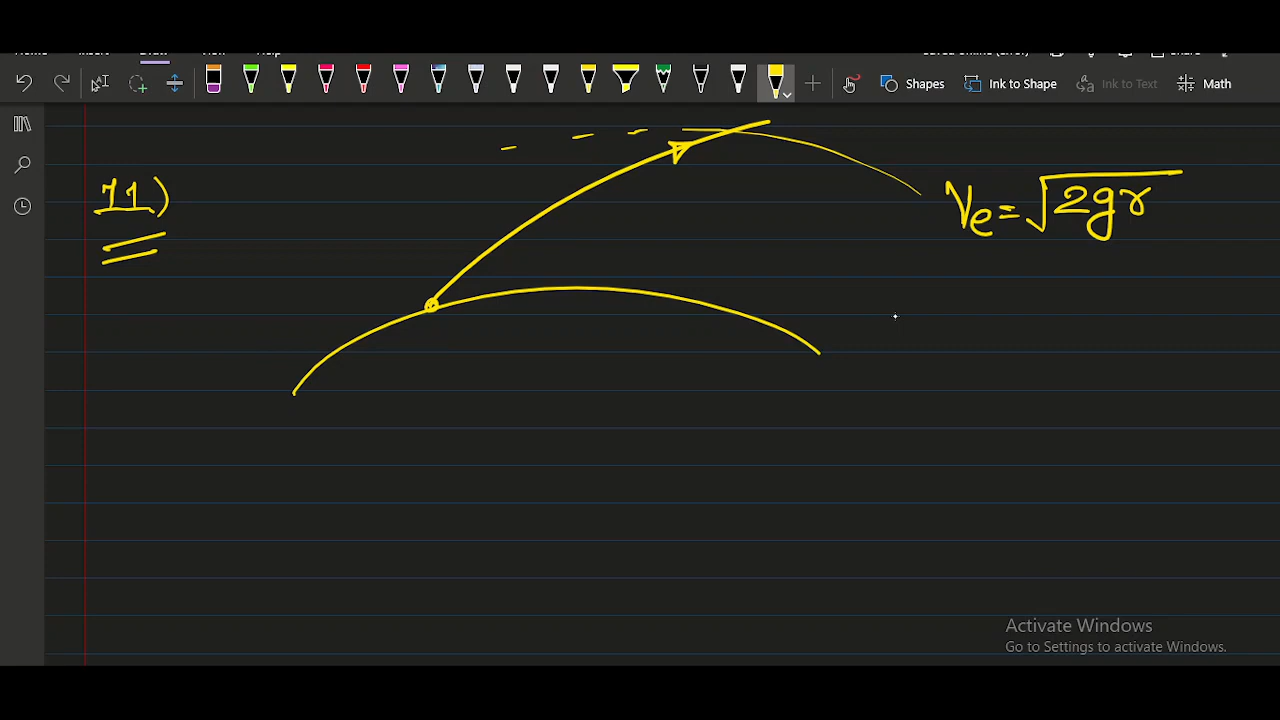 Shapes
Ink to Shape
Ink to Text
Math
11)
Ve = √2gr
Activate Windows
Go to Settings to activate Windows.